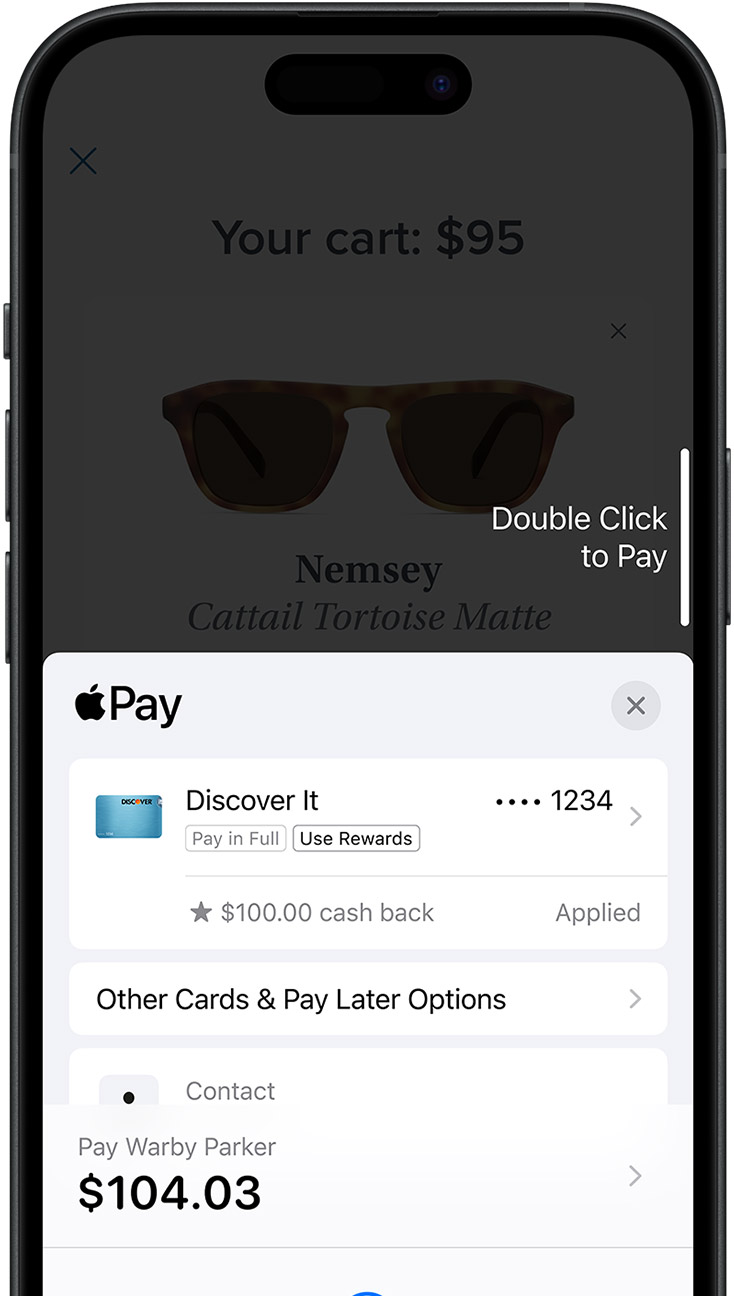 Your cart: $95
Double Click
to Pay
Nemsey
Cattail Tortoise Matte
Pay
DISCOVER
Discover It
•••• 1234
Pay in Full
Use Rewards
★ $100.00 cash back
Applied
Other Cards & Pay Later Options
Contact
Pay Warby Parker
$104.03